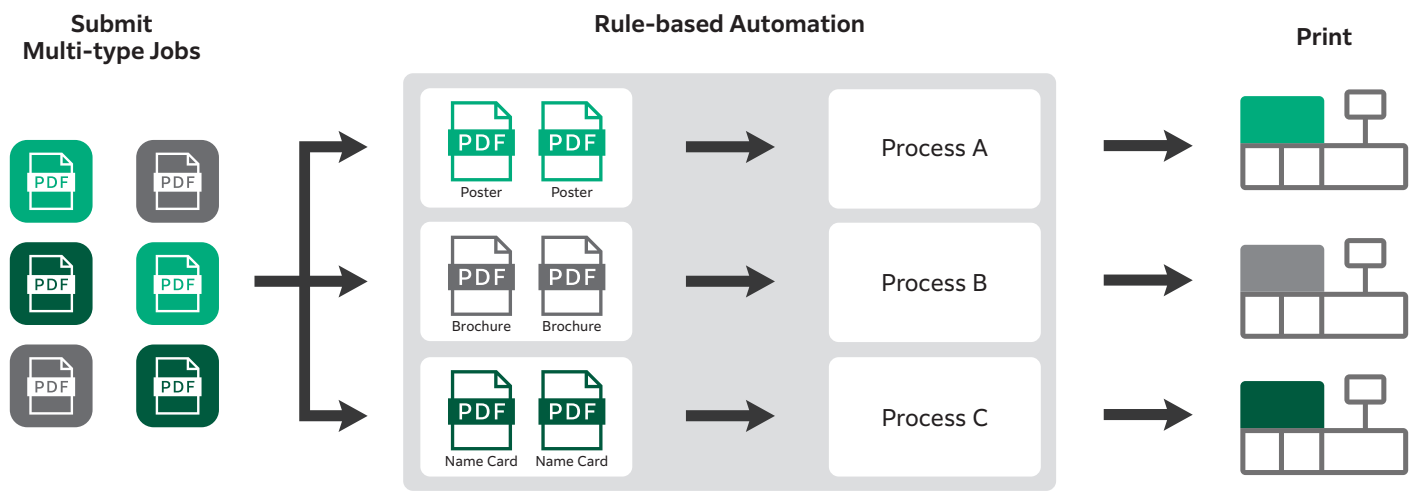 Submit
Multi-type Jobs
Rule-based Automation
Print
PDF PDF
PDF PDF
PDF PDF
PDF PDF
Poster Poster
Process A
PDF PDF
Brochure Brochure
Process B
PDF PDF
Name Card Name Card
Process C